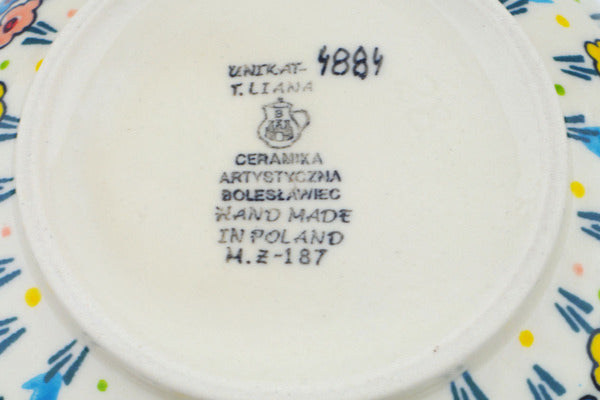 UNIKAT 4884
T. LIANA
CERAMIKA
ARTYSTYCZNA
BOLESŁAWIEC
HAND MADE
IN POLAND
M.Z-187